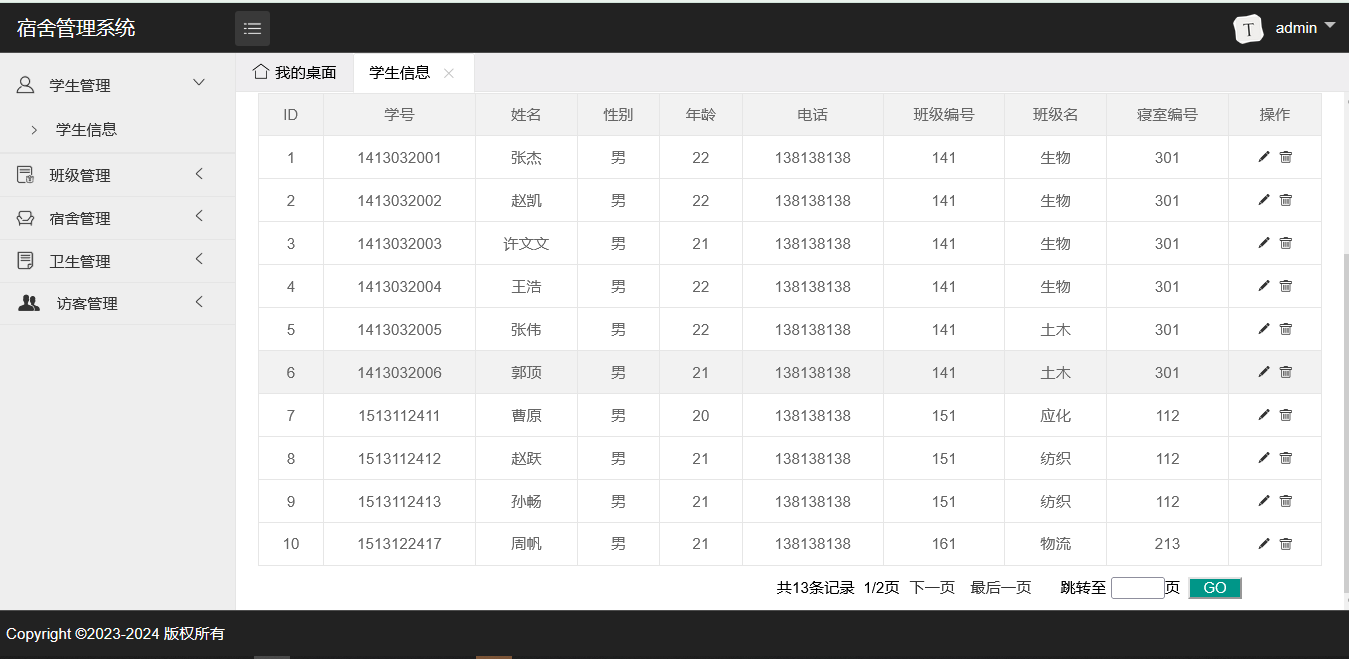 宿舍管理系统
T admin
学生管理
学生信息
班级管理
宿舍管理
卫生管理
访客管理
我的桌面 学生信息
ID 学号 姓名 性别 年龄 电话 班级编号 班级名 寝室编号 操作
1 1413032001 张杰 男 22 138138138 141 生物 301
2 1413032002 赵凯 男 22 138138138 141 生物 301
3 1413032003 许文文 男 21 138138138 141 生物 301
4 1413032004 王浩 男 22 138138138 141 生物 301
5 1413032005 张伟 男 22 138138138 141 土木 301
6 1413032006 郭顶 男 21 138138138 141 土木 301
7 1513112411 曹原 男 20 138138138 151 应化 112
8 1513112412 赵跃 男 21 138138138 151 纺织 112
9 1513112413 孙畅 男 21 138138138 151 纺织 112
10 1513122417 周帆 男 21 138138138 161 物流 213
共13条记录 1/2页 下一页 最后一页 跳转至 页 GO
Copyright ©2023-2024 版权所有